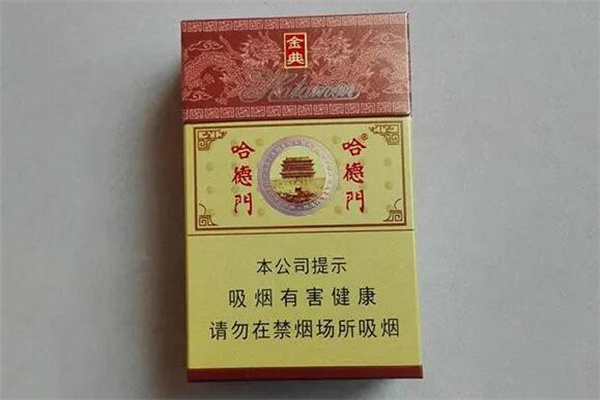 金典
Hatamen
哈德門
哈德門®
本公司提示
吸烟有害健康
请勿在禁烟场所吸烟